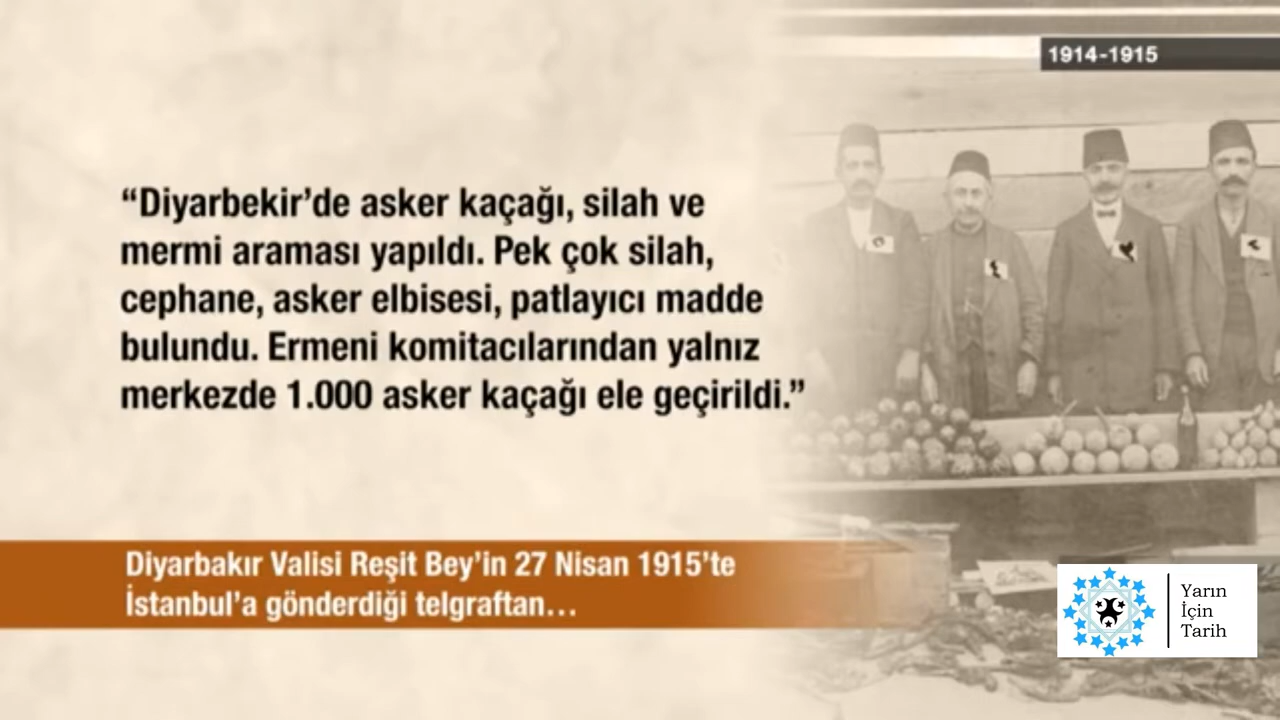 1914-1915
“Diyarbekir’de asker kaçağı, silah ve
mermi araması yapıldı. Pek çok silah,
cephane, asker elbisesi, patlayıcı madde
bulundu. Ermeni komitacılarından yalnız
merkezde 1.000 asker kaçağı ele geçirildi.”
Diyarbakır Valisi Reşit Bey’in 27 Nisan 1915’te
İstanbul’a gönderdiği telgraftan…
Yarın
İçin
Tarih